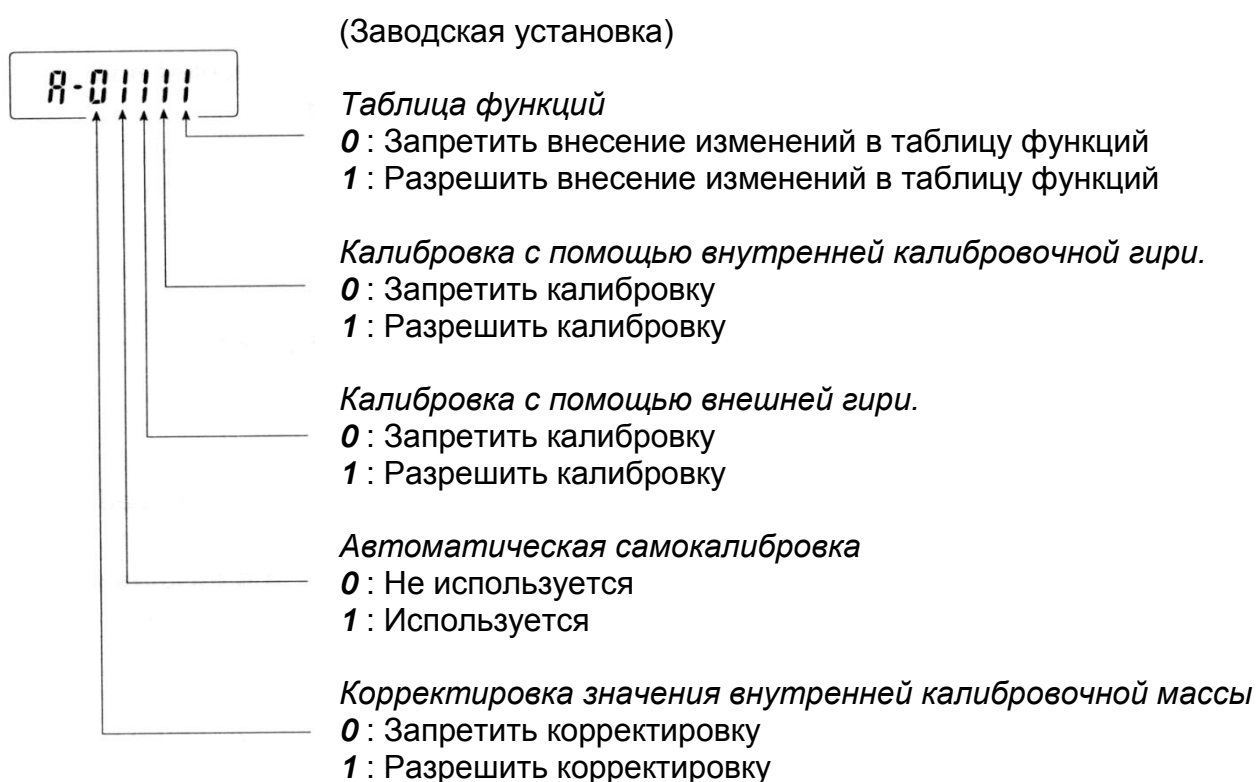 (Заводская установка)
A-01111
Таблица функций
0 : Запретить внесение изменений в таблицу функций
1 : Разрешить внесение изменений в таблицу функций
Калибровка с помощью внутренней калибровочной гири.
0 : Запретить калибровку
1 : Разрешить калибровку
Калибровка с помощью внешней гири.
0 : Запретить калибровку
1 : Разрешить калибровку
Автоматическая самокалибровка
0 : Не используется
1 : Используется
Корректировка значения внутренней калибровочной массы
0 : Запретить корректировку
1 : Разрешить корректировку